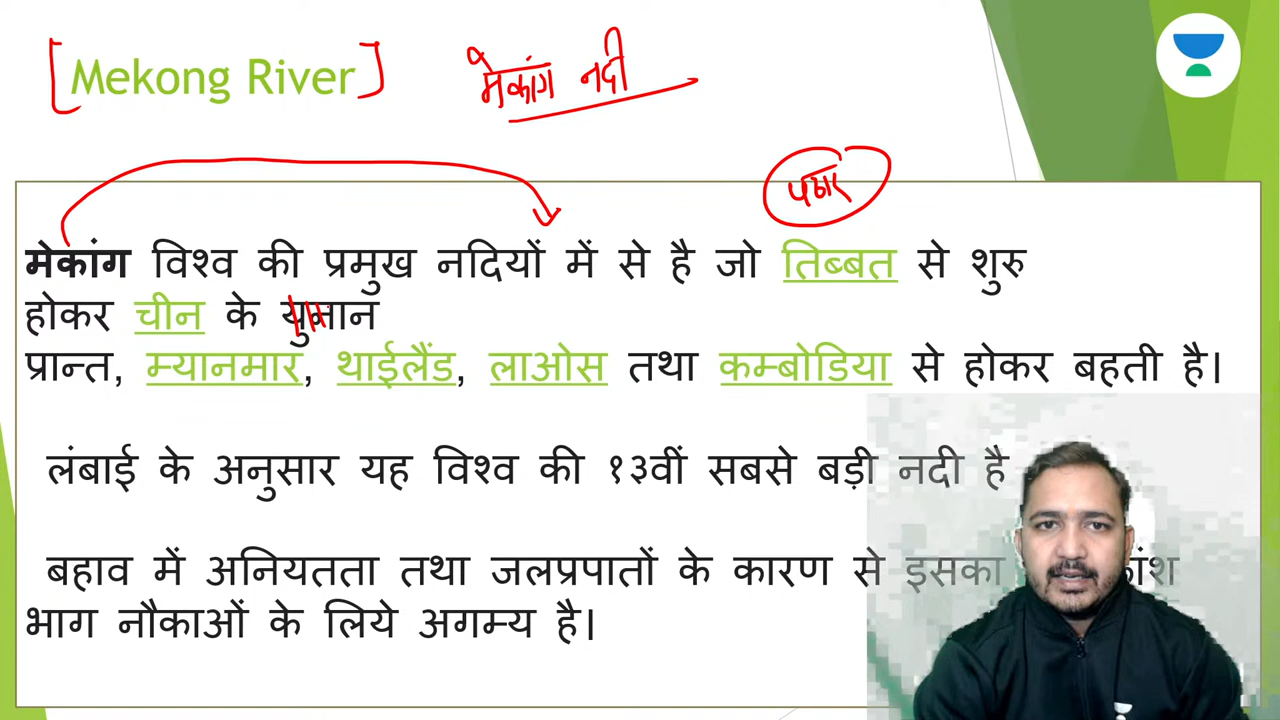 [Mekong River] मेकांग नदी
पठार
मेकांग विश्व की प्रमुख नदियों में से है जो तिब्बत से शुरु
होकर चीन के युनान
प्रान्त, म्यानमार, थाईलैंड, लाओस तथा कम्बोडिया से होकर बहती है।
लंबाई के अनुसार यह विश्व की १३वीं सबसे बड़ी नदी है
बहाव में अनियतता तथा जलप्रपातों के कारण से इसका
भाग नौकाओं के लिये अगम्य है।